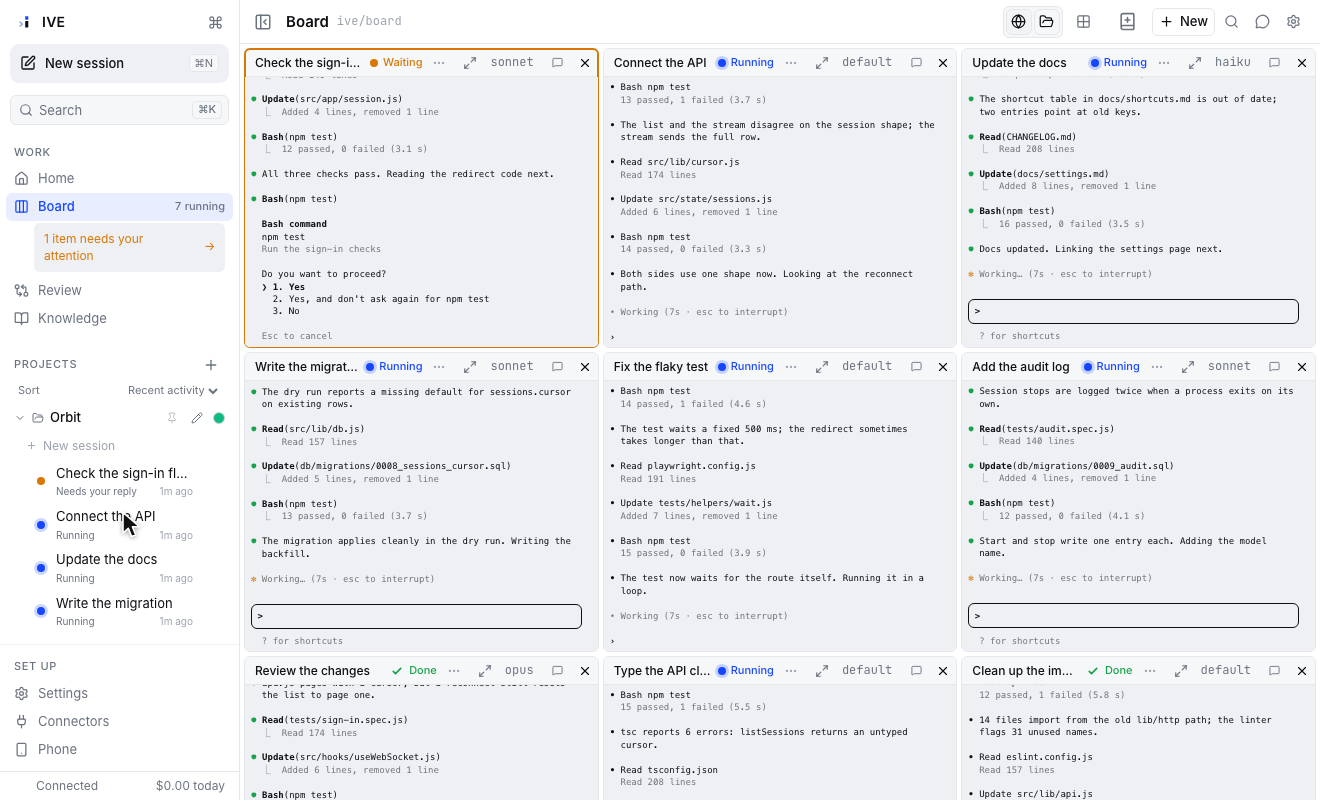 IVE
⌘
New session ⌘N
Search ⌘K
WORK
Home
Board 7 running
1 item needs your
attention →
Review
Knowledge
PROJECTS +
Sort Recent activity
Orbit
+ New session
Check the sign-in fl...
Needs your reply 1m ago
Connect the API
Running 1m ago
Update the docs
Running 1m ago
Write the migration
Running 1m ago
SET UP
Settings
Connectors
Phone
Connected $0.00 today
Board ive/board
+ New
Check the sign-i... Waiting ··· sonnet
Update(src/app/session.js)
Added 4 lines, removed 1 line
Bash(npm test)
12 passed, 0 failed (3.1 s)
All three checks pass. Reading the redirect code next.
Bash(npm test)
Bash command
npm test
Run the sign-in checks
Do you want to proceed?
❯ 1. Yes
2. Yes, and don't ask again for npm test
3. No
Esc to cancel
Connect the API Running ··· default
• Bash npm test
13 passed, 1 failed (3.7 s)
• The list and the stream disagree on the session shape; the
stream sends the full row.
• Read src/lib/cursor.js
Read 174 lines
• Update src/state/sessions.js
Added 6 lines, removed 1 line
• Bash npm test
14 passed, 0 failed (3.3 s)
• Both sides use one shape now. Looking at the reconnect
path.
• Working (7s · esc to interrupt)
›
Update the docs Running ··· haiku
The shortcut table in docs/shortcuts.md is out of date;
two entries point at old keys.
Read(CHANGELOG.md)
Read 208 lines
Update(docs/settings.md)
Added 8 lines, removed 1 line
Bash(npm test)
16 passed, 0 failed (3.5 s)
Docs updated. Linking the settings page next.
✻ Working… (7s · esc to interrupt)
>
? for shortcuts
Write the migrat... Running ··· sonnet
The dry run reports a missing default for sessions.cursor
on existing rows.
Read(src/lib/db.js)
Read 157 lines
Update(db/migrations/0008_sessions_cursor.sql)
Added 5 lines, removed 1 line
Bash(npm test)
13 passed, 0 failed (3.7 s)
The migration applies cleanly in the dry run. Writing the
backfill.
✻ Working… (7s · esc to interrupt)
>
? for shortcuts
Fix the flaky test Running ··· default
• Bash npm test
14 passed, 1 failed (4.6 s)
• The test waits a fixed 500 ms; the redirect sometimes
takes longer than that.
• Read playwright.config.js
Read 191 lines
• Update tests/helpers/wait.js
Added 7 lines, removed 1 line
• Bash npm test
15 passed, 0 failed (3.9 s)
• The test now waits for the route itself. Running it in a
loop.
• Working (7s · esc to interrupt)
›
Add the audit log Running ··· sonnet
Session stops are logged twice when a process exits on its
own.
Read(tests/audit.spec.js)
Read 140 lines
Update(db/migrations/0009_audit.sql)
Added 4 lines, removed 1 line
Bash(npm test)
12 passed, 0 failed (4.1 s)
Start and stop write one entry each. Adding the model
name.
✻ Working… (7s · esc to interrupt)
>
? for shortcuts
Review the changes Done ··· opus
the list to page one.
Read(tests/sign-in.spec.js)
Read 174 lines
Update(src/hooks/useWebSocket.js)
Added 6 lines, removed 1 line
Bash(npm test)
Type the API cl... Running ··· default
• Bash npm test
15 passed, 1 failed (5.5 s)
• tsc reports 6 errors: listSessions returns an untyped
cursor.
• Read tsconfig.json
Read 208 lines
Clean up the im... Done ··· default
12 passed, 1 failed (5.8 s)
• 14 files import from the old lib/http path; the linter
flags 31 unused names.
• Read eslint.config.js
Read 157 lines
• Update src/lib/api.js